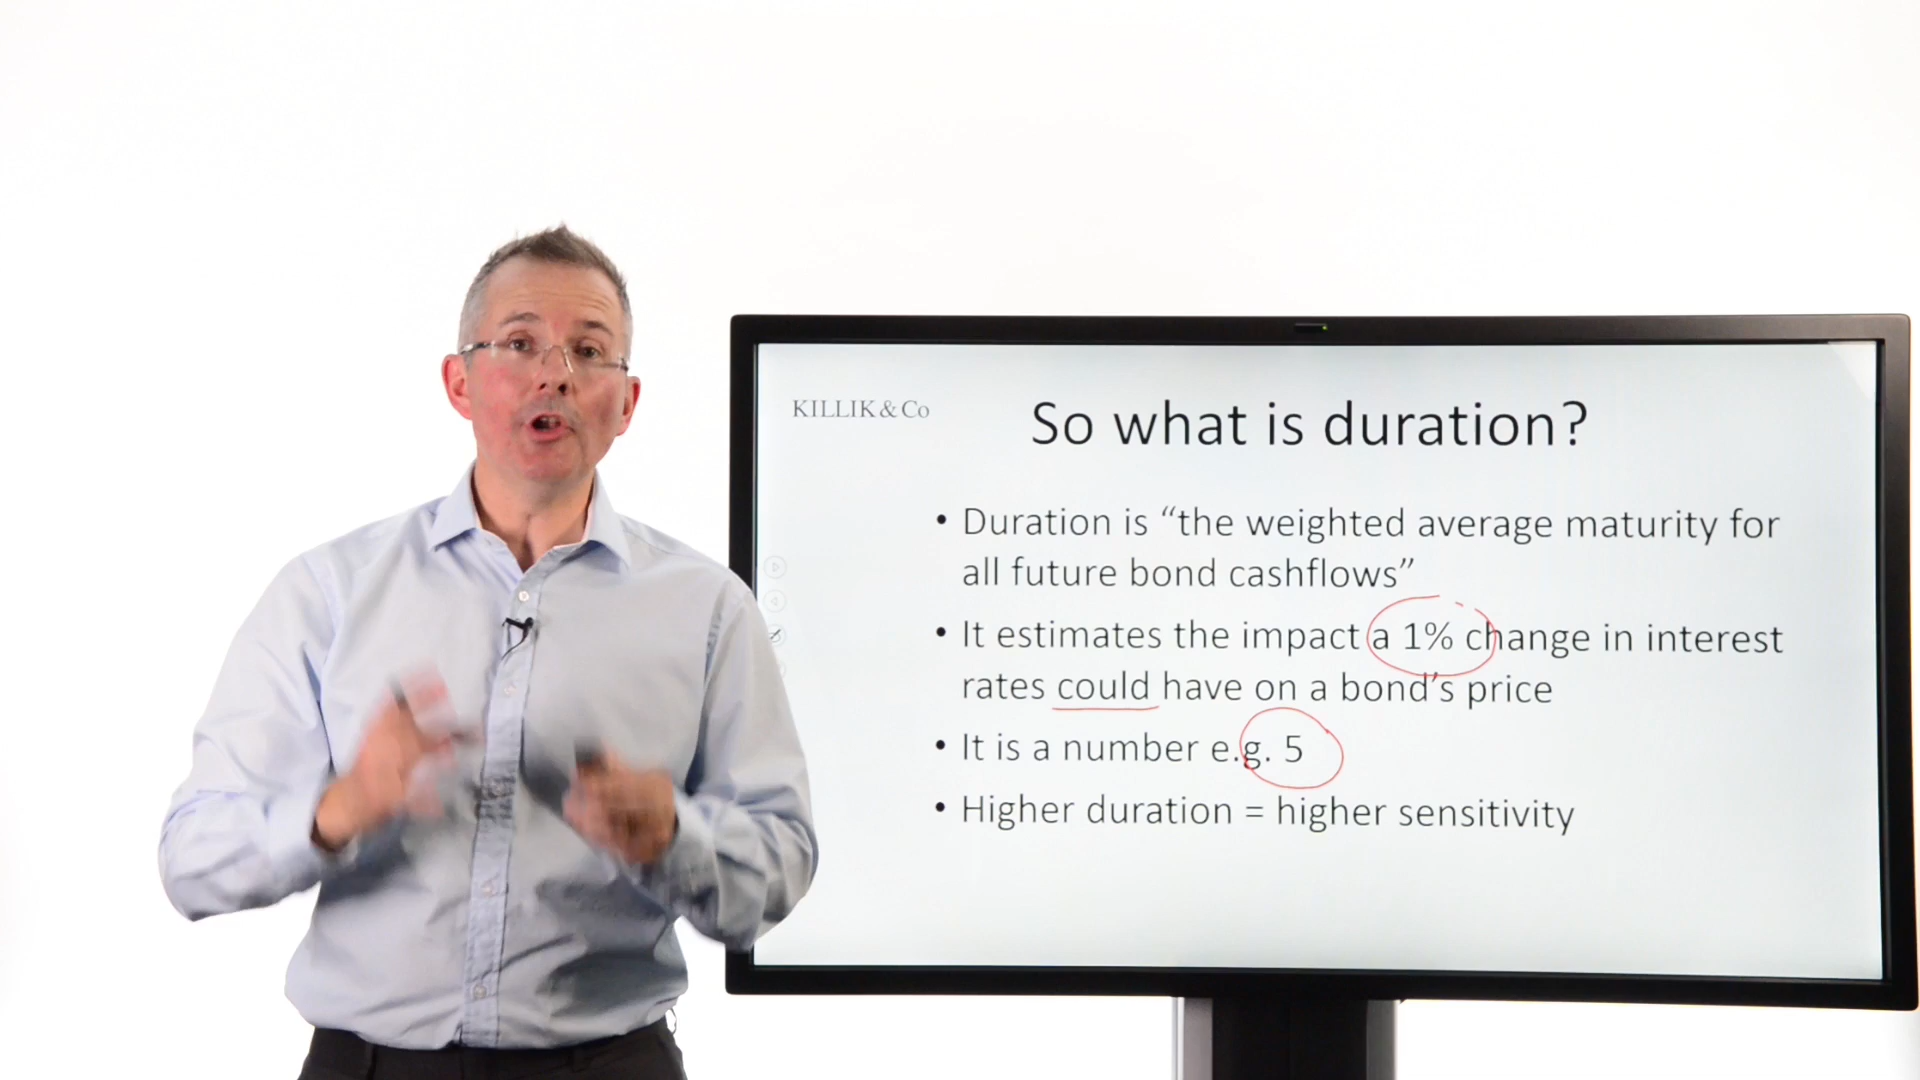 KILLIK & Co
So what is duration?
• Duration is “the weighted average maturity for
all future bond cashflows”
• It estimates the impact a 1% change in interest
rates could have on a bond’s price
• It is a number e.g. 5
• Higher duration = higher sensitivity